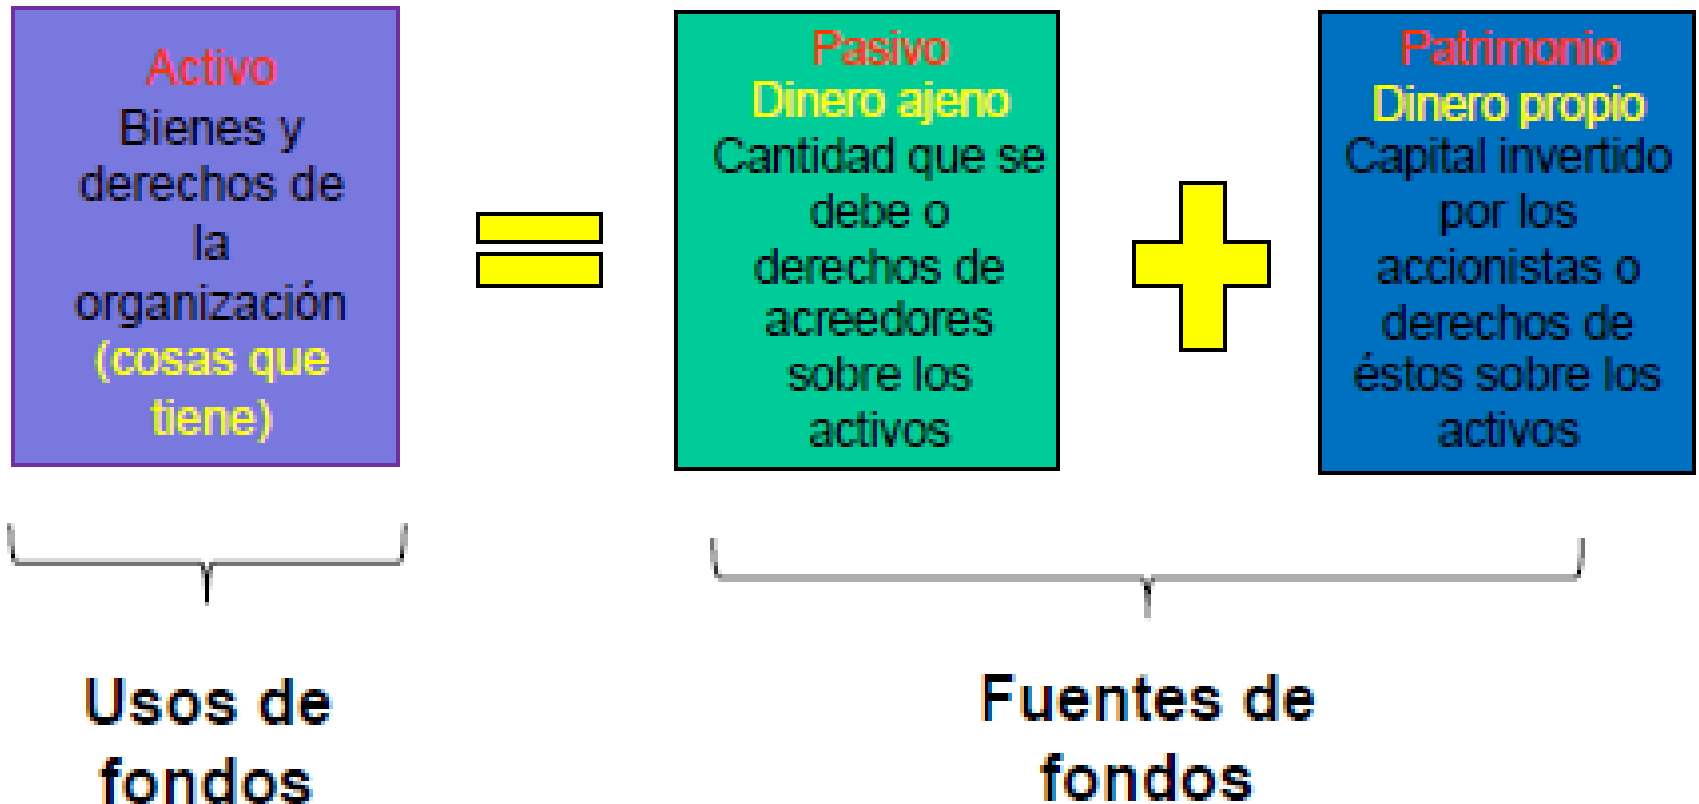 Activo
Bienes y
derechos de
la
organización
(cosas que
tiene)
Pasivo
Dinero ajeno
Cantidad que se
debe o
derechos de
acreedores
sobre los
activos
Patrimonio
Dinero propio
Capital invertido
por los
accionistas o
derechos de
éstos sobre los
activos
Usos de
fondos
Fuentes de
fondos